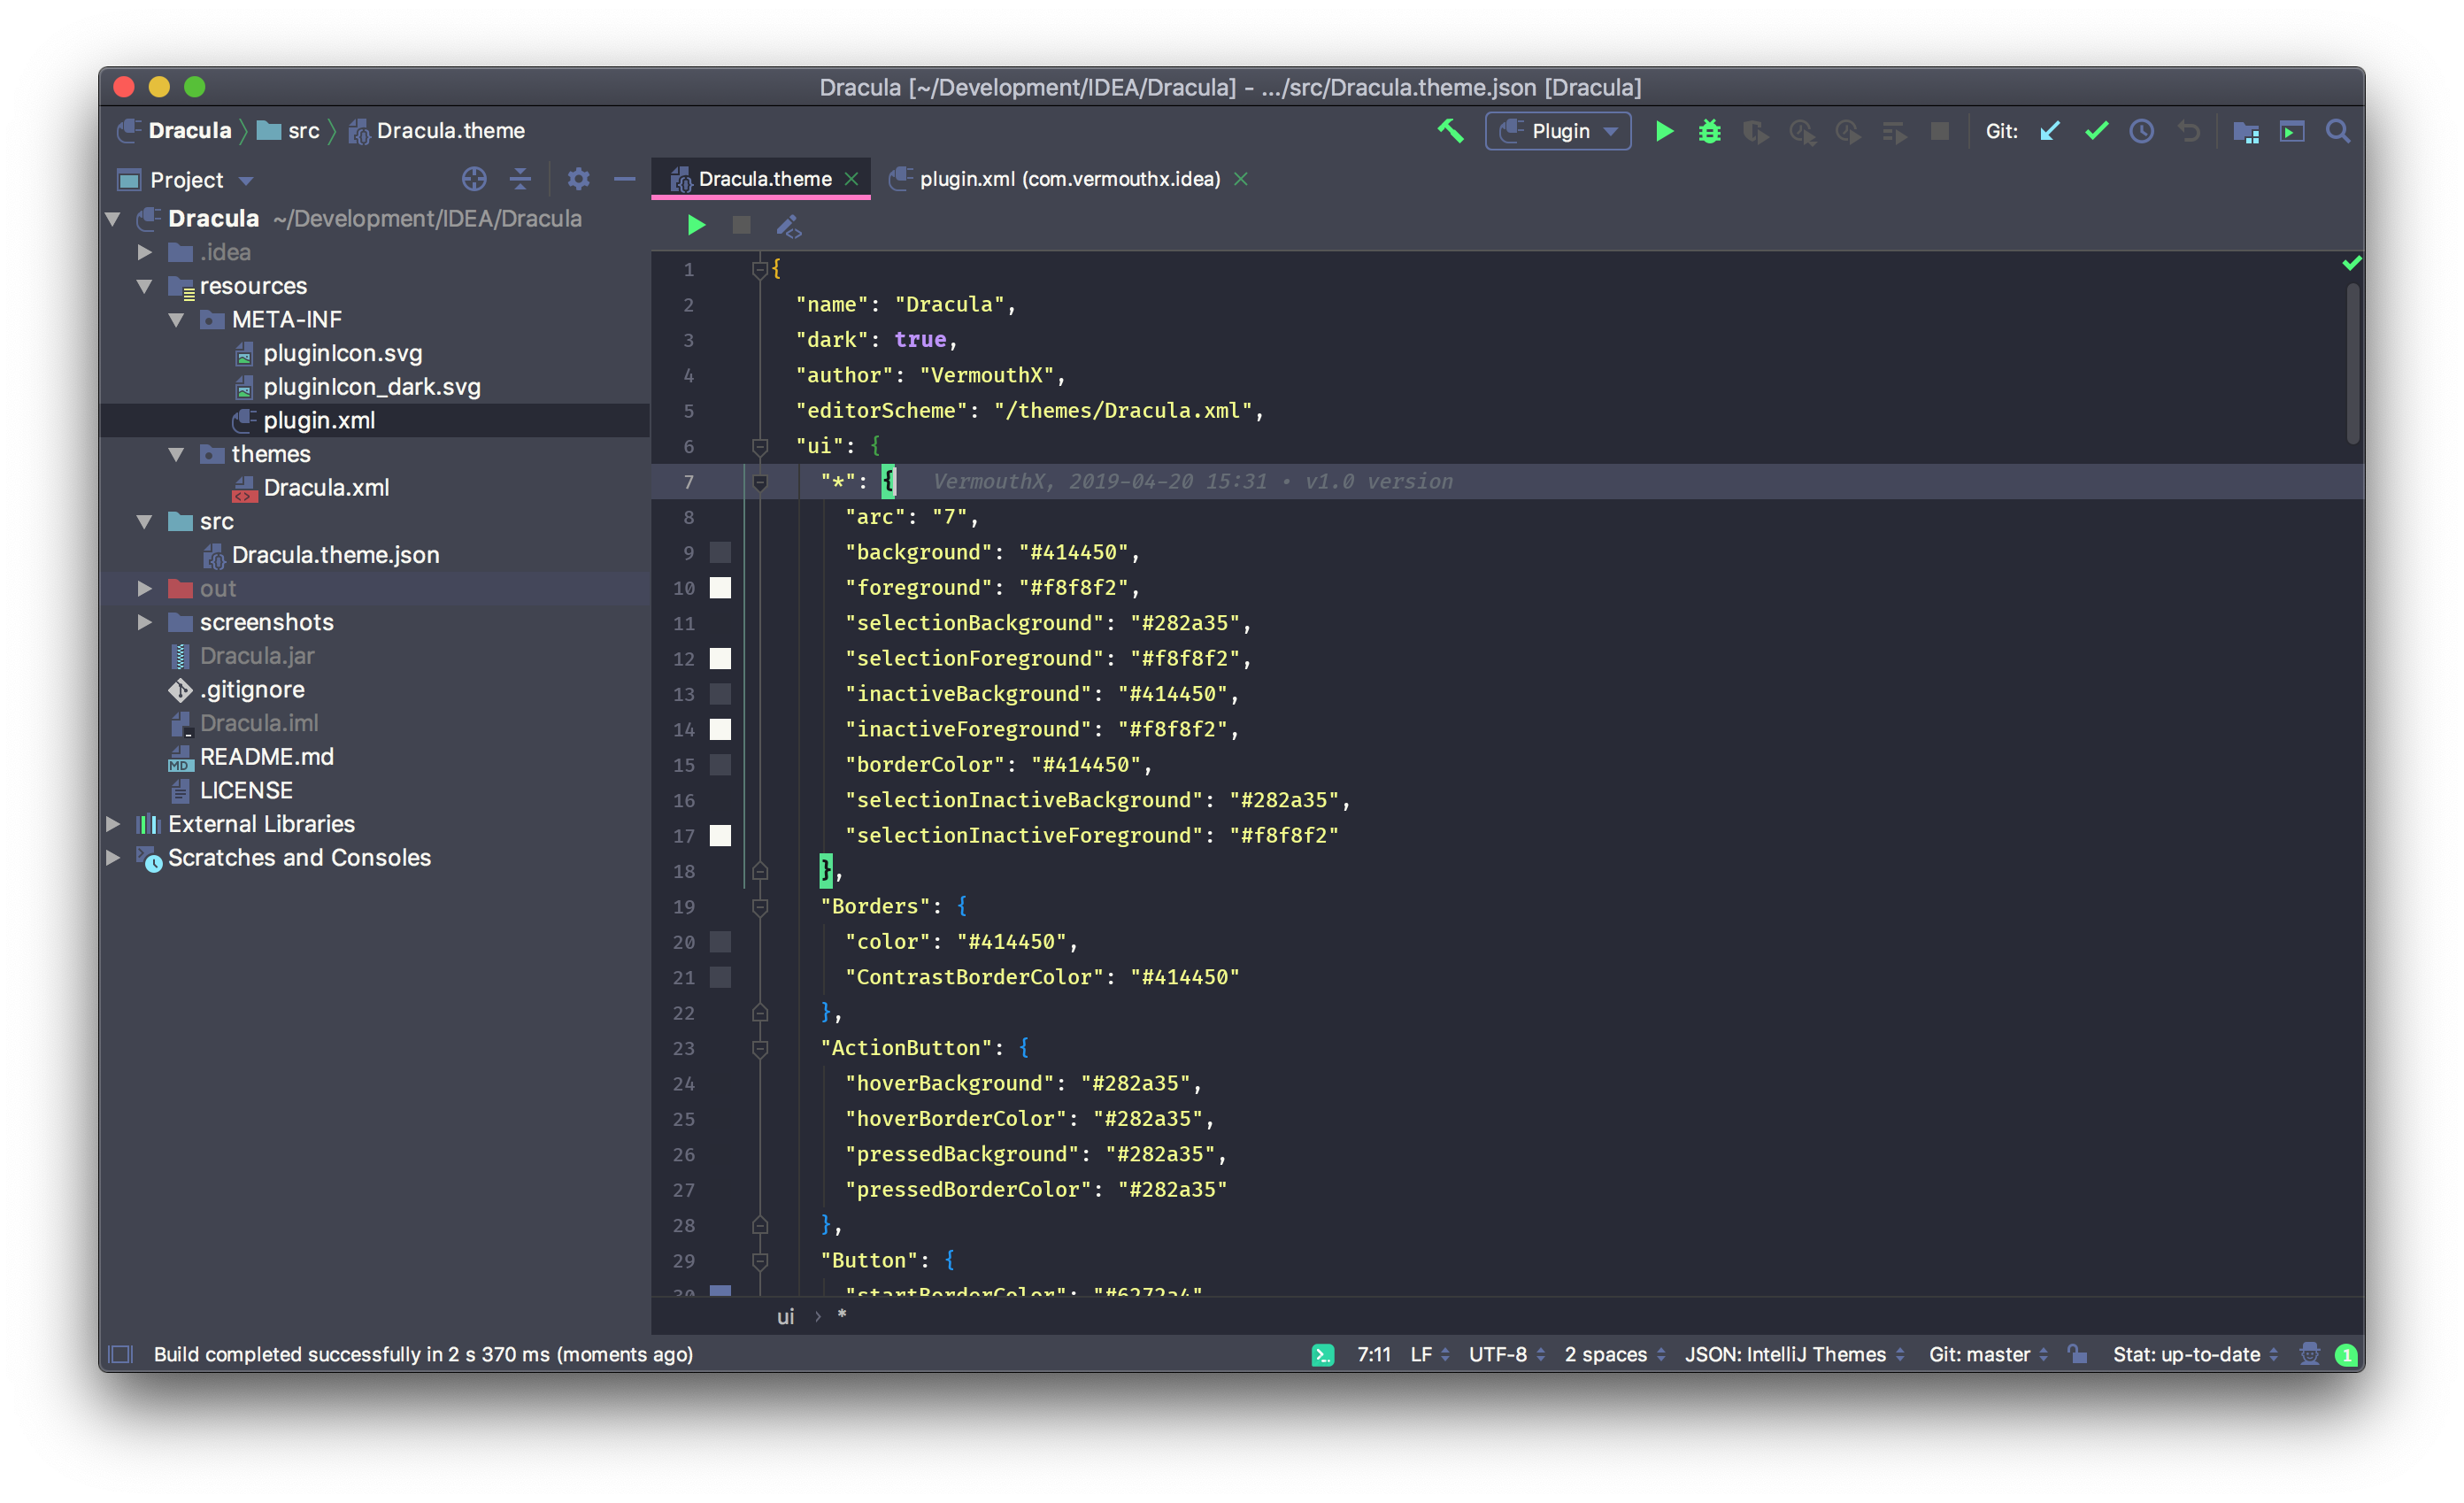 Dracula [~/Development/IDEA/Dracula] - .../src/Dracula.theme.json [Dracula]
Dracula src Dracula.theme
Plugin Git:
Project
Dracula.theme plugin.xml (com.vermouthx.idea)
Dracula ~/Development/IDEA/Dracula
.idea
resources
META-INF
pluginIcon.svg
pluginIcon_dark.svg
plugin.xml
themes
Dracula.xml
src
Dracula.theme.json
out
screenshots
Dracula.jar
.gitignore
Dracula.iml
MD README.md
LICENSE
External Libraries
Scratches and Consoles
1 {
2 "name": "Dracula",
3 "dark": true,
4 "author": "VermouthX",
5 "editorScheme": "/themes/Dracula.xml",
6 "ui": {
7 "*": { VermouthX, 2019-04-20 15:31 • v1.0 version
8 "arc": "7",
9 "background": "#414450",
10 "foreground": "#f8f8f2",
11 "selectionBackground": "#282a35",
12 "selectionForeground": "#f8f8f2",
13 "inactiveBackground": "#414450",
14 "inactiveForeground": "#f8f8f2",
15 "borderColor": "#414450",
16 "selectionInactiveBackground": "#282a35",
17 "selectionInactiveForeground": "#f8f8f2"
18 },
19 "Borders": {
20 "color": "#414450",
21 "ContrastBorderColor": "#414450"
22 },
23 "ActionButton": {
24 "hoverBackground": "#282a35",
25 "hoverBorderColor": "#282a35",
26 "pressedBackground": "#282a35",
27 "pressedBorderColor": "#282a35"
28 },
29 "Button": {
30 "startBorderColor": "#6272a4"
ui › *
Build completed successfully in 2 s 370 ms (moments ago) 7:11 LF UTF-8 2 spaces JSON: IntelliJ Themes Git: master Stat: up-to-date 1